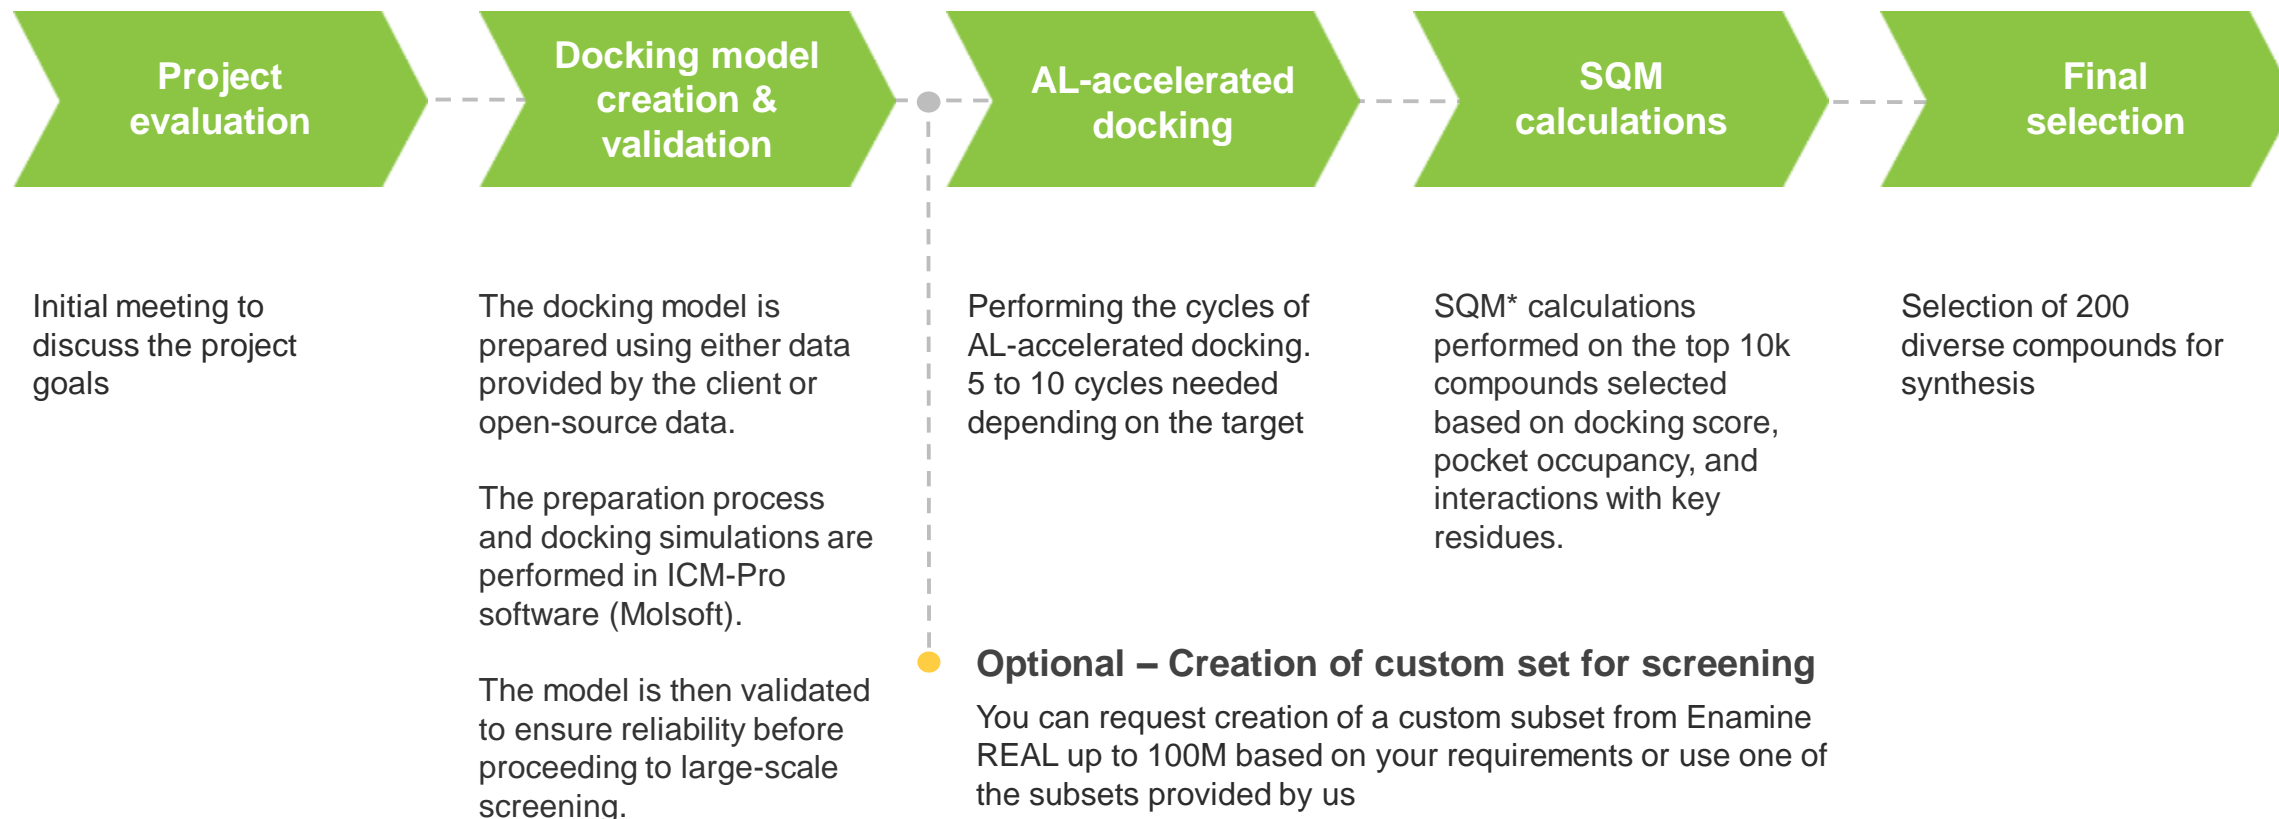 Project
evaluation
Docking model
creation &
validation
AL-accelerated
docking
SQM
calculations
Final
selection
Initial meeting to
discuss the project
goals
The docking model is
prepared using either data
provided by the client or
open-source data.
The preparation process
and docking simulations are
performed in ICM-Pro
software (Molsoft).
The model is then validated
to ensure reliability before
proceeding to large-scale
screening.
Performing the cycles of
AL-accelerated docking.
5 to 10 cycles needed
depending on the target
SQM* calculations
performed on the top 10k
compounds selected
based on docking score,
pocket occupancy, and
interactions with key
residues.
Selection of 200
diverse compounds for
synthesis
Optional – Creation of custom set for screening
You can request creation of a custom subset from Enamine
REAL up to 100M based on your requirements or use one of
the subsets provided by us